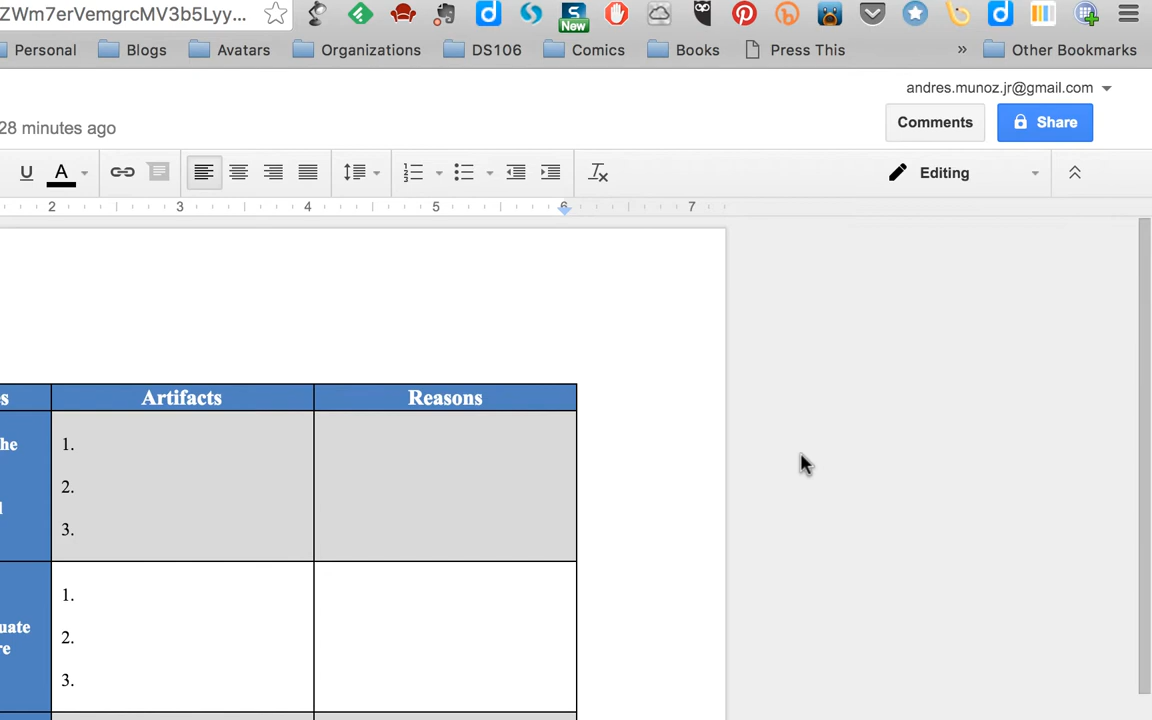 ZWm7erVemgrcMV3b5Lyy...
New
Personal Blogs Avatars Organizations DS106 Comics Books Press This » Other Bookmarks
andres.munoz.jr@gmail.com
28 minutes ago
Comments Share
U A Editing
2 3 4 5 6 7
s Artifacts Reasons
he 1.
2.
l
3.
1.
uate
2.
re
3.